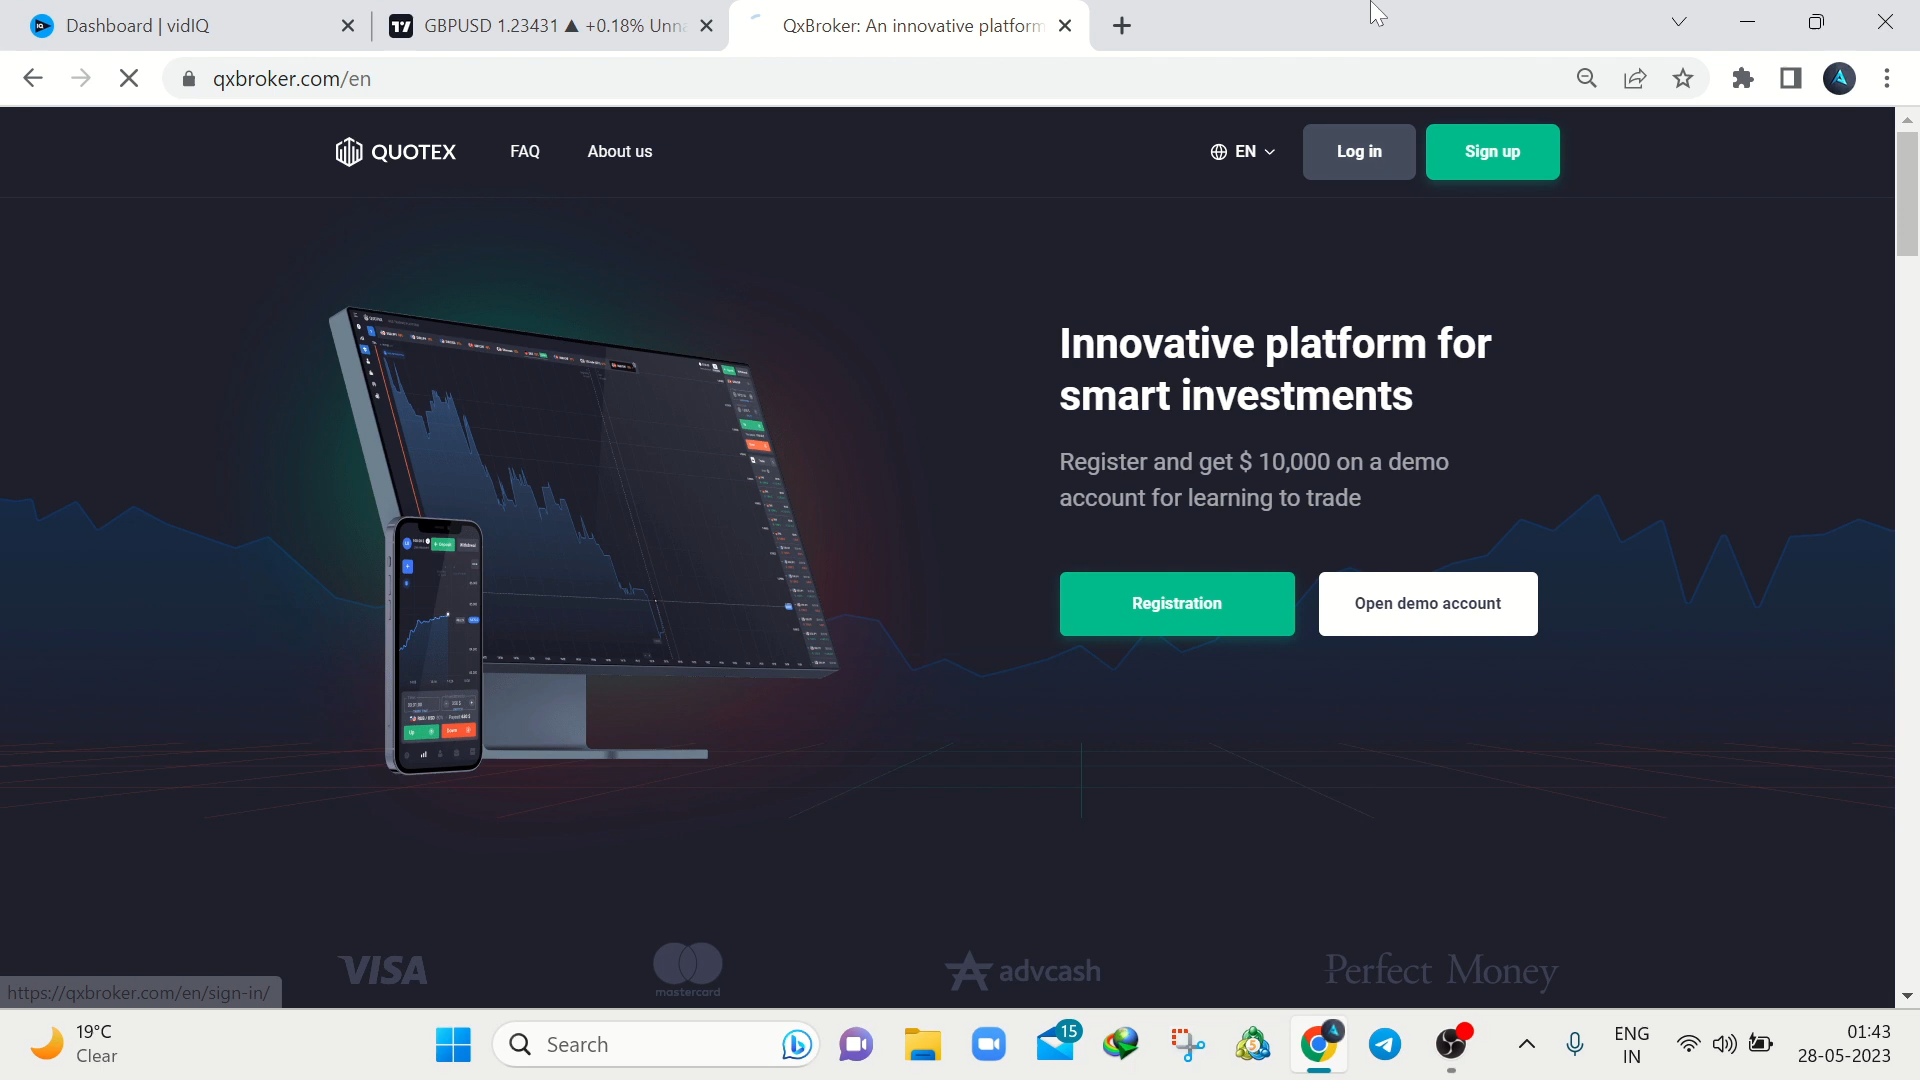 Dashboard | vidIQ
GBPUSD 1.23431 ▲ +0.18% Unna
QxBroker: An innovative platform
qxbroker.com/en
QUOTEX
FAQ
About us
EN
Log in
Sign up
Innovative platform for
smart investments
Register and get $ 10,000 on a demo
account for learning to trade
Registration
Open demo account
VISA
mastercard
advcash
Perfect Money
https://qxbroker.com/en/sign-in/
19°C
Clear
Search
15
ENG
IN
01:43
28-05-2023